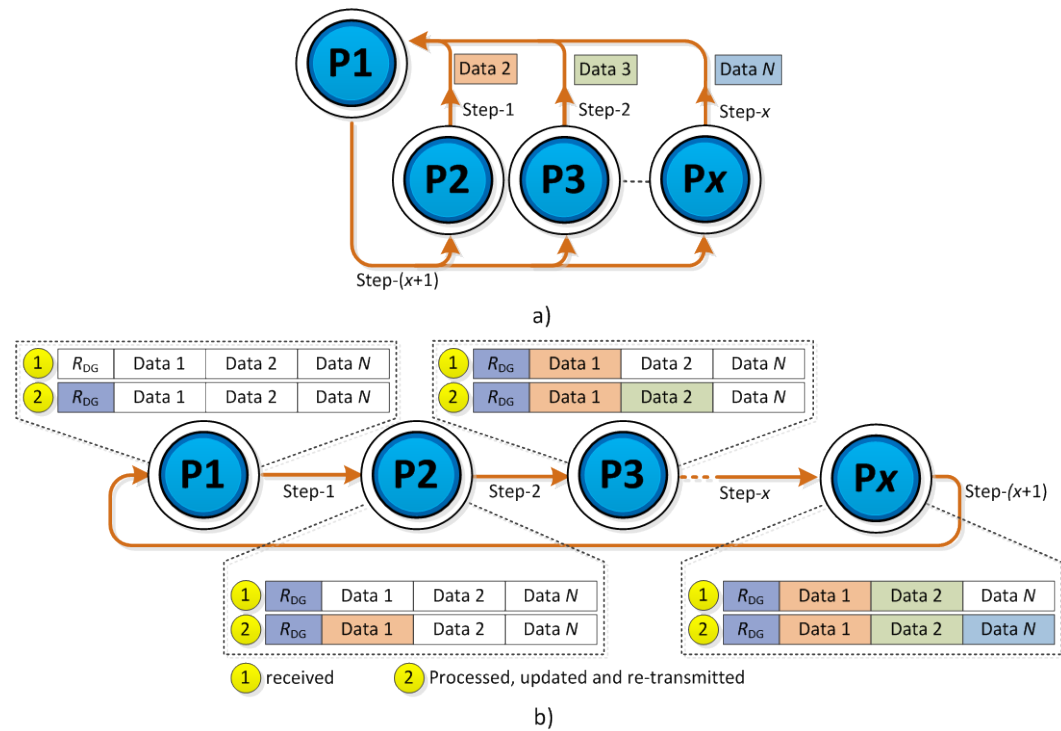 P1
Data 2
Data 3
Data N
Step-1
Step-2
Step-x
P2
P3
Px
Step-(x+1)
a)
1 RDG Data 1 Data 2 Data N
2 RDG Data 1 Data 2 Data N
1 RDG Data 1 Data 2 Data N
2 RDG Data 1 Data 2 Data N
P1
P2
P3
Px
Step-1
Step-2
Step-x
Step-(x+1)
1 RDG Data 1 Data 2 Data N
2 RDG Data 1 Data 2 Data N
1 RDG Data 1 Data 2 Data N
2 RDG Data 1 Data 2 Data N
1 received
2 Processed, updated and re-transmitted
b)